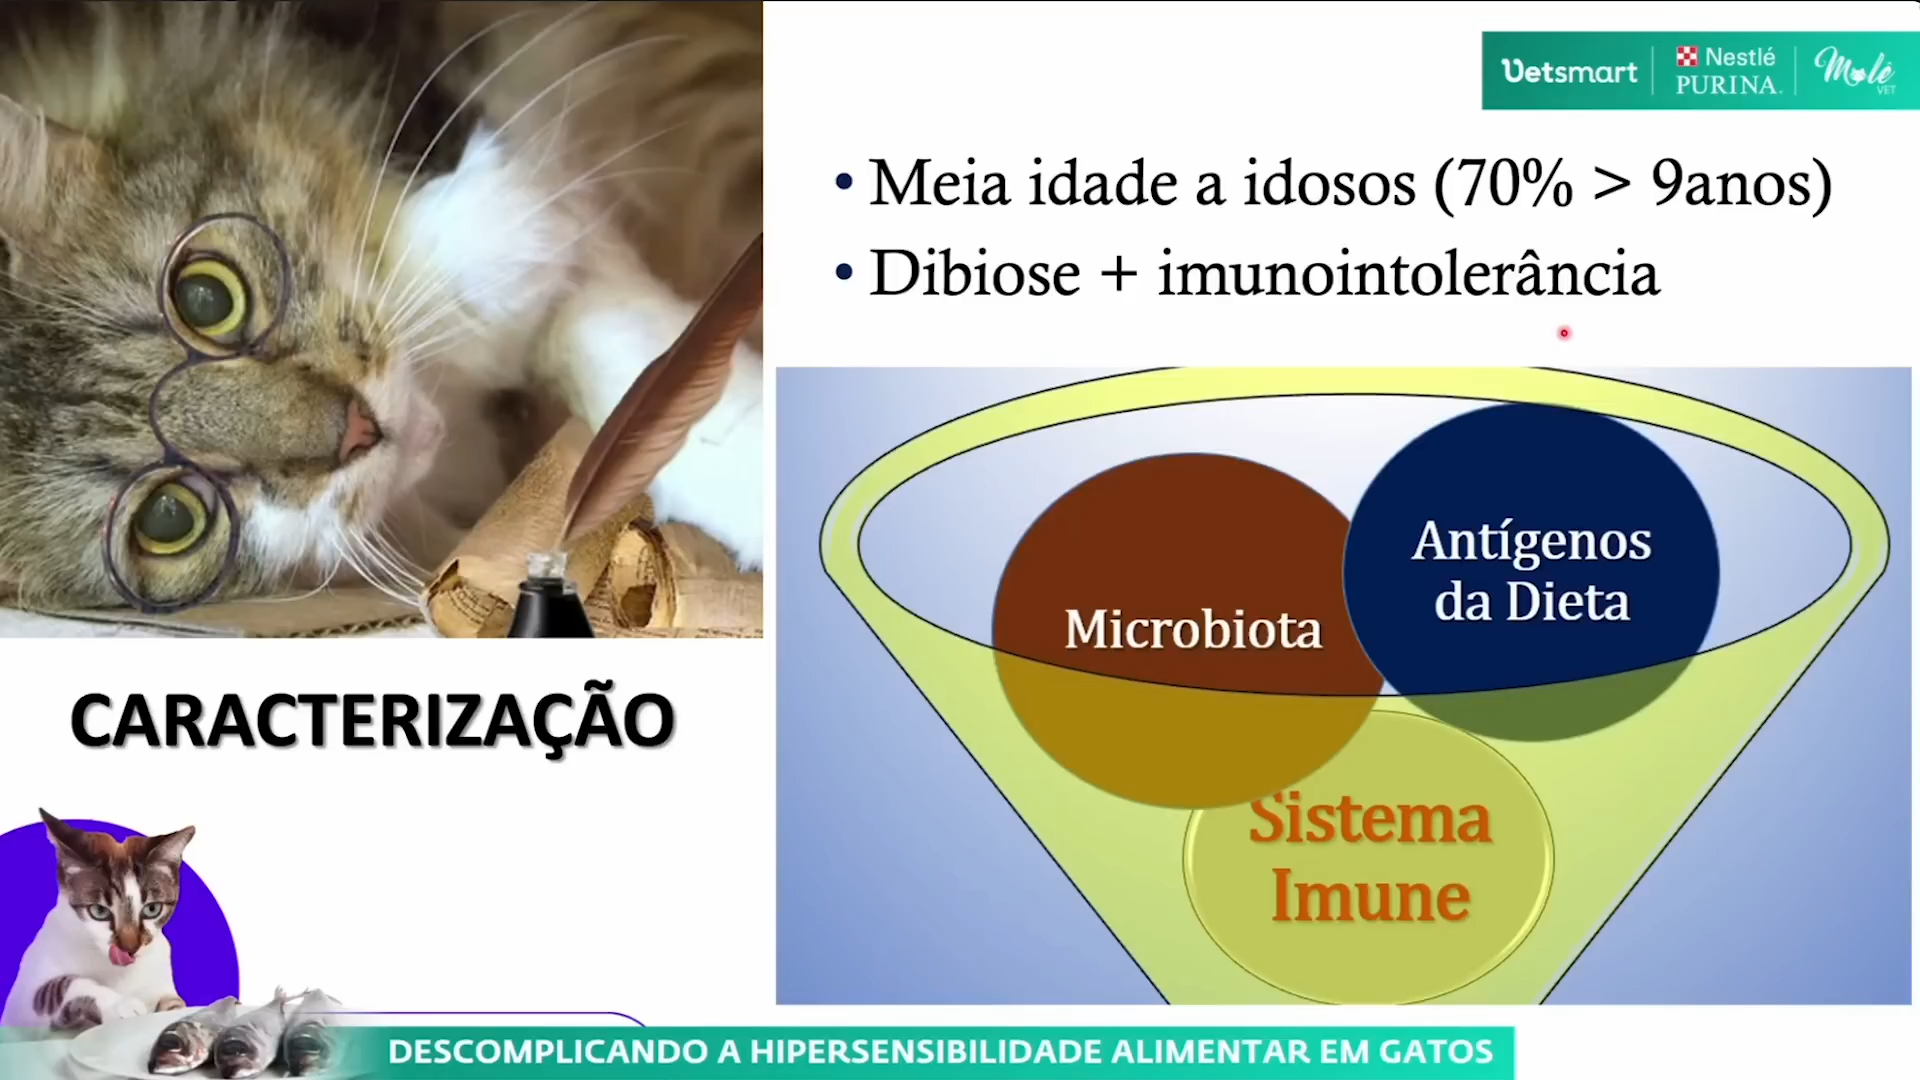 Vetsmart
Nestlé
PURINA.
Molê
VET
• Meia idade a idosos (70% > 9anos)
• Dibiose + imunointolerância
Antígenos
da Dieta
Microbiota
Sistema
Imune
CARACTERIZAÇÃO
DESCOMPLICANDO A HIPERSENSIBILIDADE ALIMENTAR EM GATOS